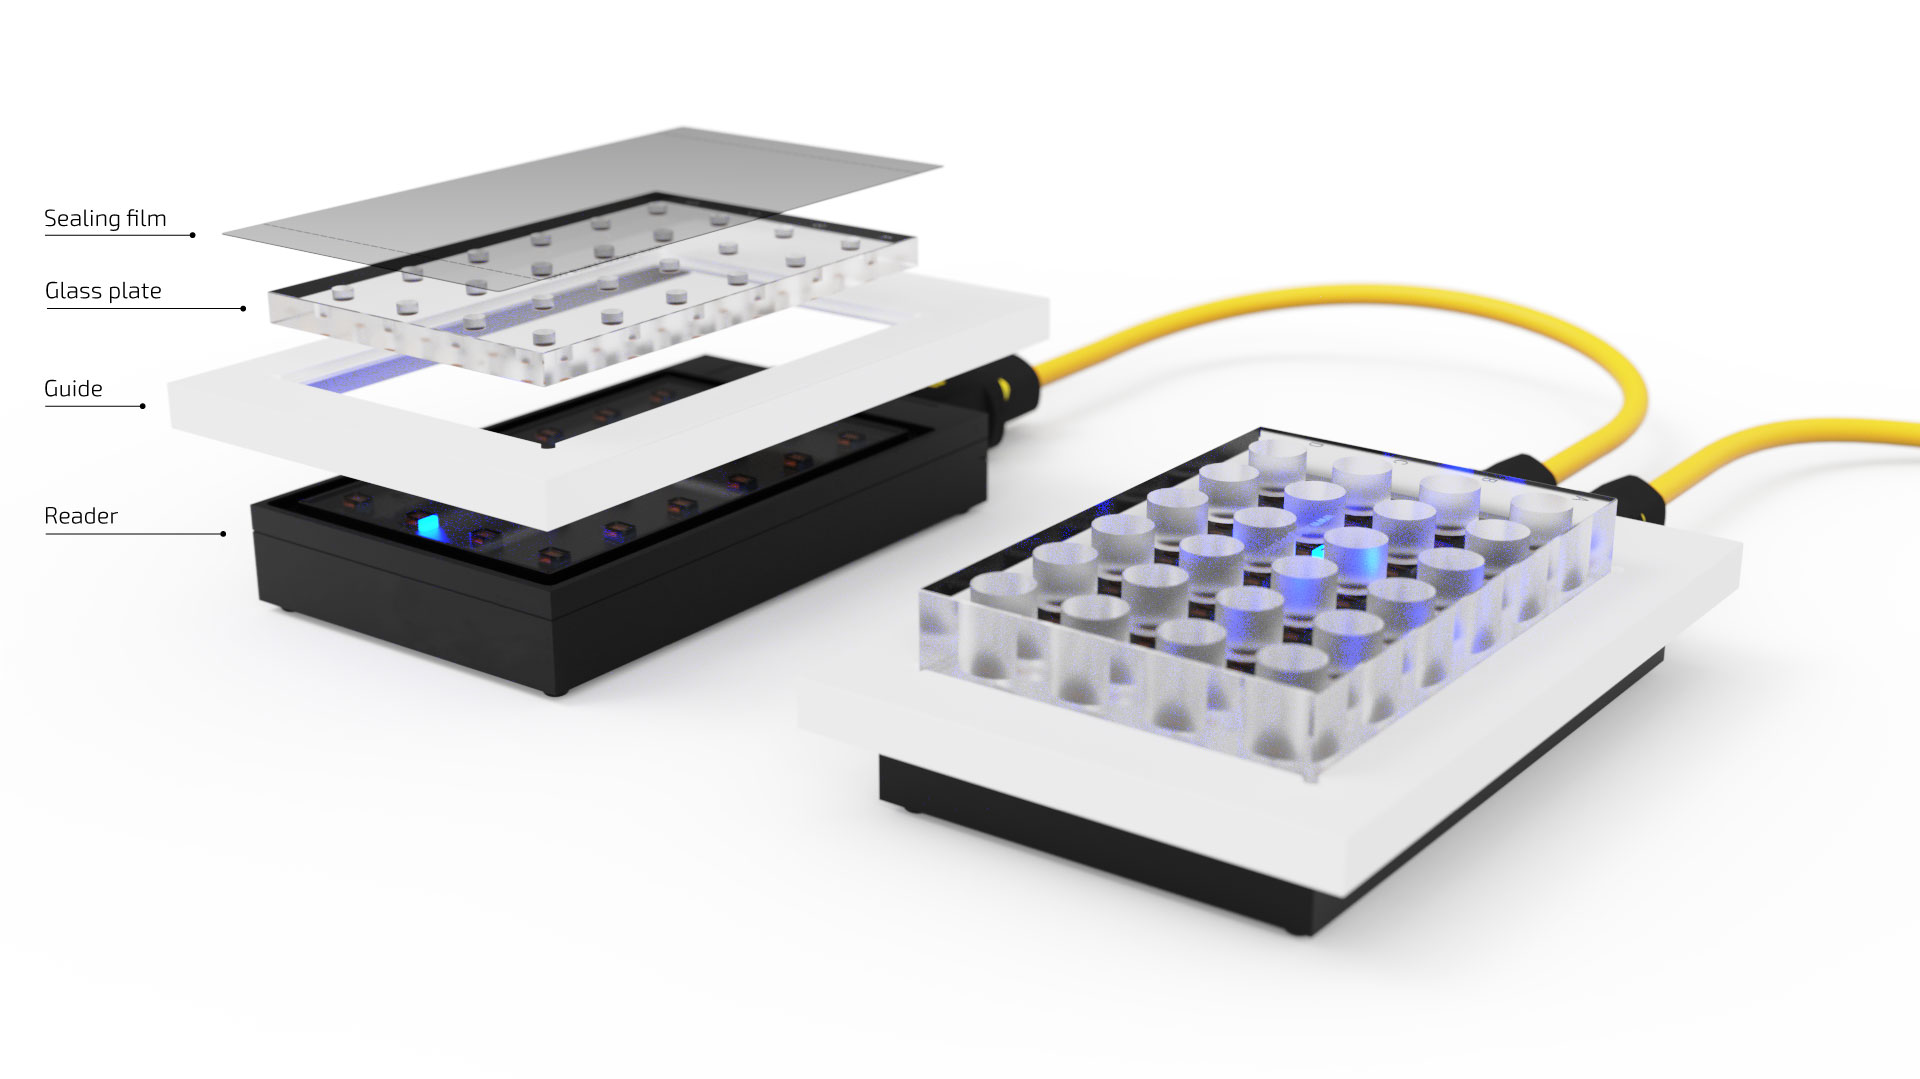 Sealing film
Glass plate
Guide
Reader
D
C
B
A